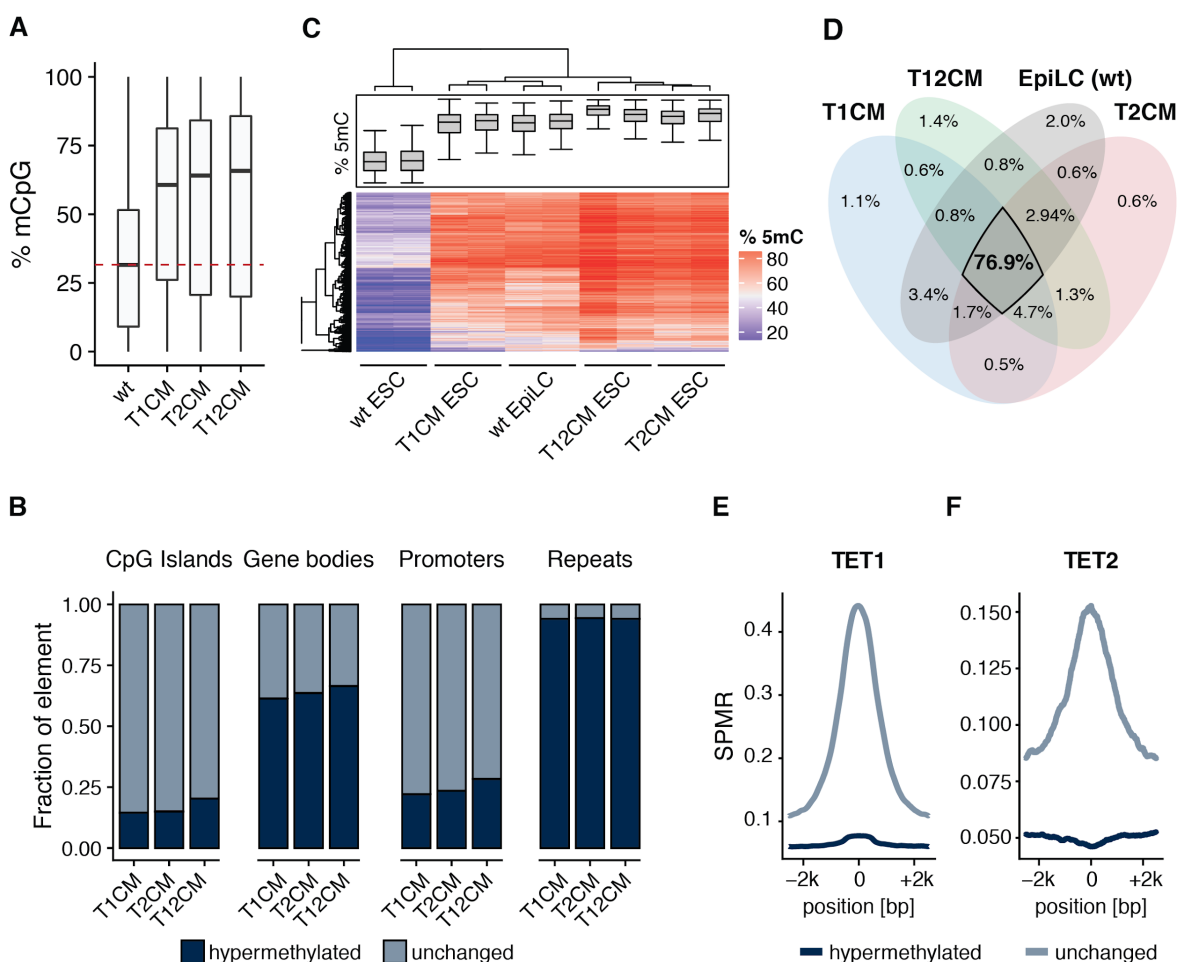 A
% mCpG
100
75
50
25
0
wt
T1CM
T2CM
T12CM
C
% 5mC
% 5mC
80
60
40
20
wt ESC
T1CM ESC
wt EpiLC
T12CM ESC
T2CM ESC
D
T12CM
EpiLC (wt)
T1CM
T2CM
1.4%
2.0%
0.8%
0.6%
0.6%
1.1%
0.6%
0.8%
2.94%
76.9%
3.4%
1.3%
1.7%
4.7%
0.5%
B
CpG Islands
Gene bodies
Promoters
Repeats
Fraction of element
1.00
0.75
0.50
0.25
0.00
T1CM
T2CM
T12CM
T1CM
T2CM
T12CM
T1CM
T2CM
T12CM
T1CM
T2CM
T12CM
hypermethylated
unchanged
E
TET1
SPMR
0.4
0.3
0.2
0.1
−2k
0
+2k
position [bp]
F
TET2
0.150
0.125
0.100
0.075
0.050
−2k
0
+2k
position [bp]
hypermethylated
unchanged